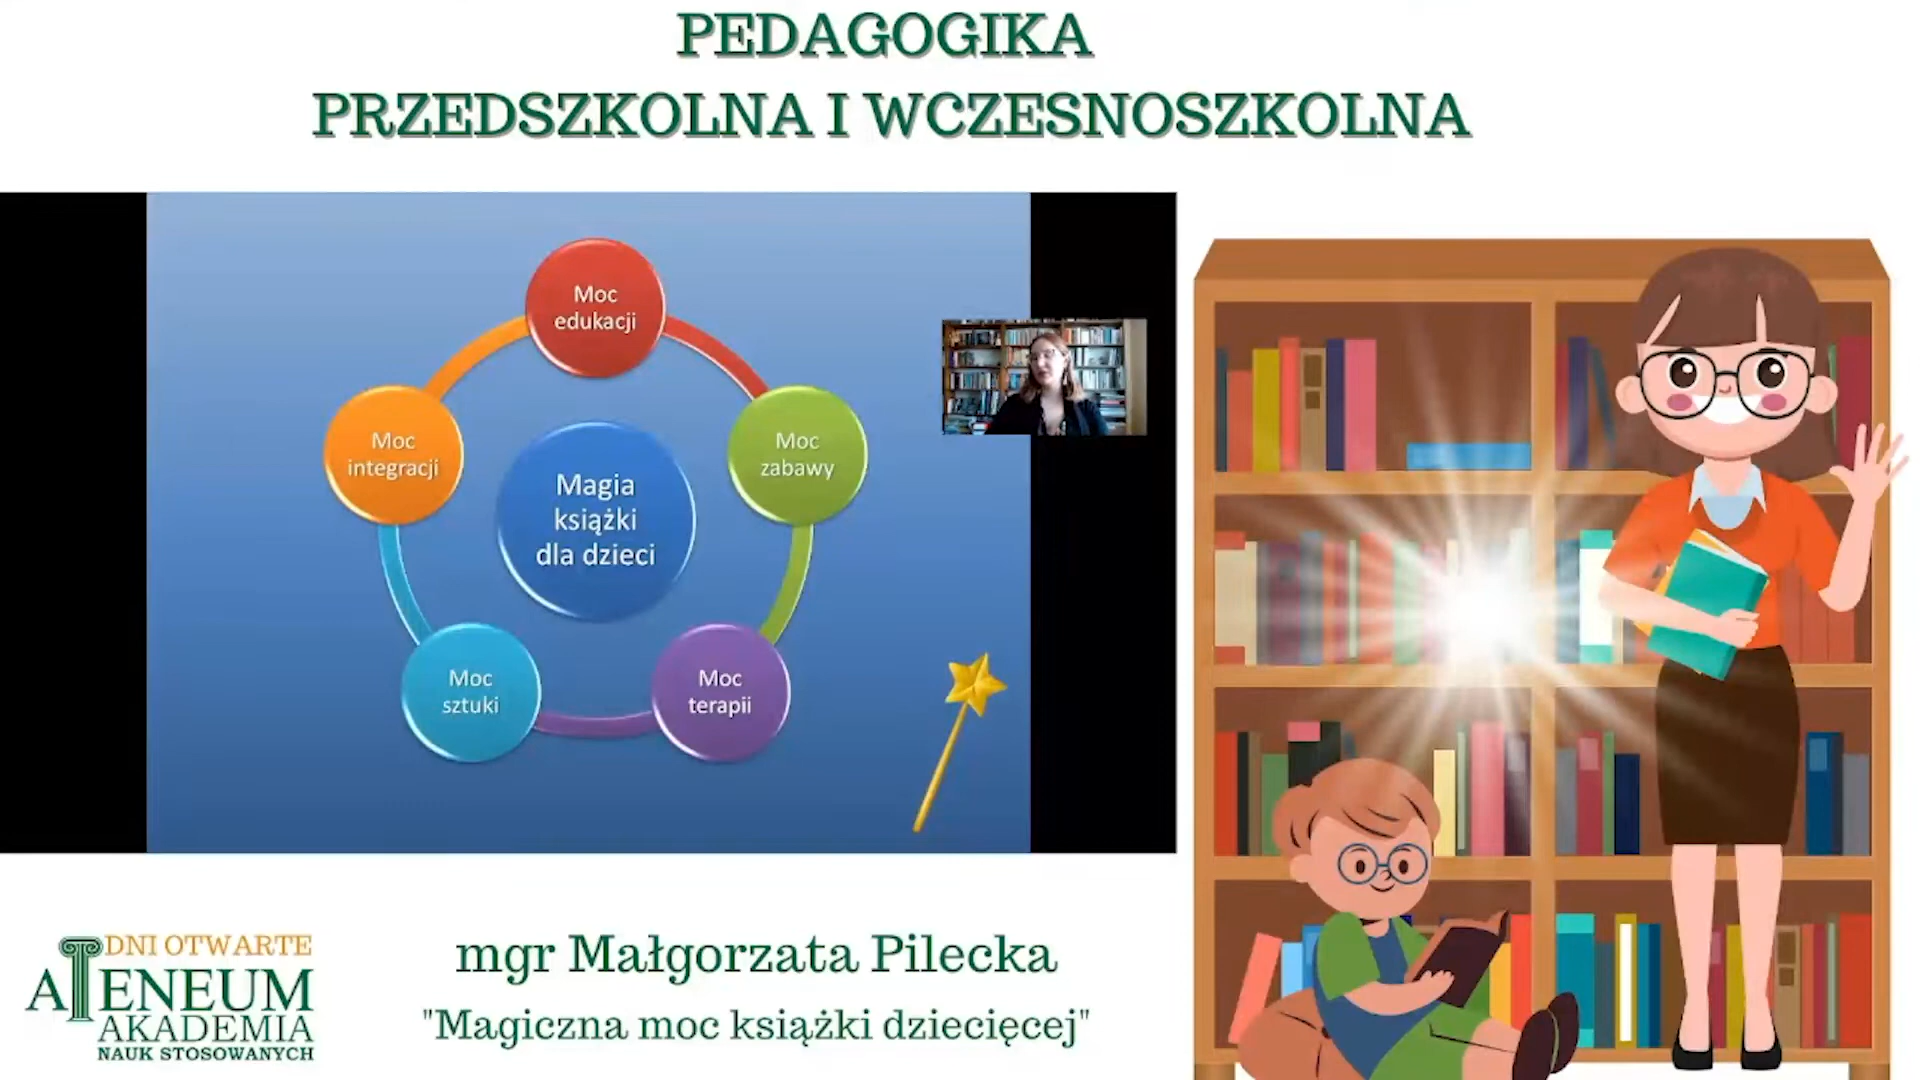 PEDAGOGIKA
PRZEDSZKOLNA I WCZESNOSZKOLNA
Moc
edukacji
Moc
integracji
Moc
zabawy
Magia
książki
dla dzieci
Moc
sztuki
Moc
terapii
DNI OTWARTE
ATENEUM
AKADEMIA
NAUK STOSOWANYCH
mgr Małgorzata Pilecka
"Magiczna moc książki dziecięcej"